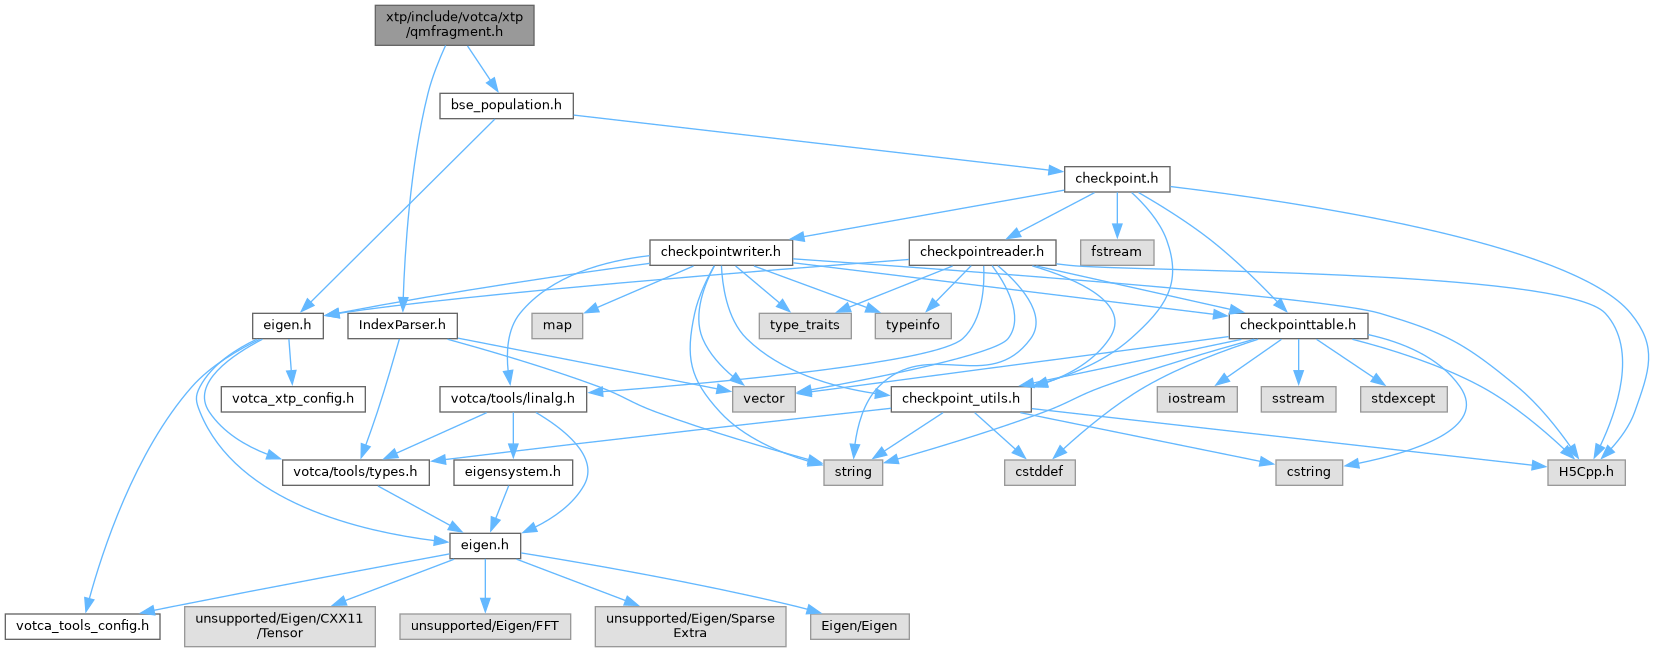 xtp/include/votca/xtp
/qmfragment.h
bse_population.h
checkpoint.h
checkpointwriter.h
checkpointreader.h
fstream
eigen.h
IndexParser.h
map
type_traits
typeinfo
checkpointtable.h
votca_xtp_config.h
votca/tools/linalg.h
vector
checkpoint_utils.h
iostream
sstream
stdexcept
votca/tools/types.h
eigensystem.h
string
cstddef
cstring
H5Cpp.h
eigen.h
votca_tools_config.h
unsupported/Eigen/CXX11
/Tensor
unsupported/Eigen/FFT
unsupported/Eigen/Sparse
Extra
Eigen/Eigen